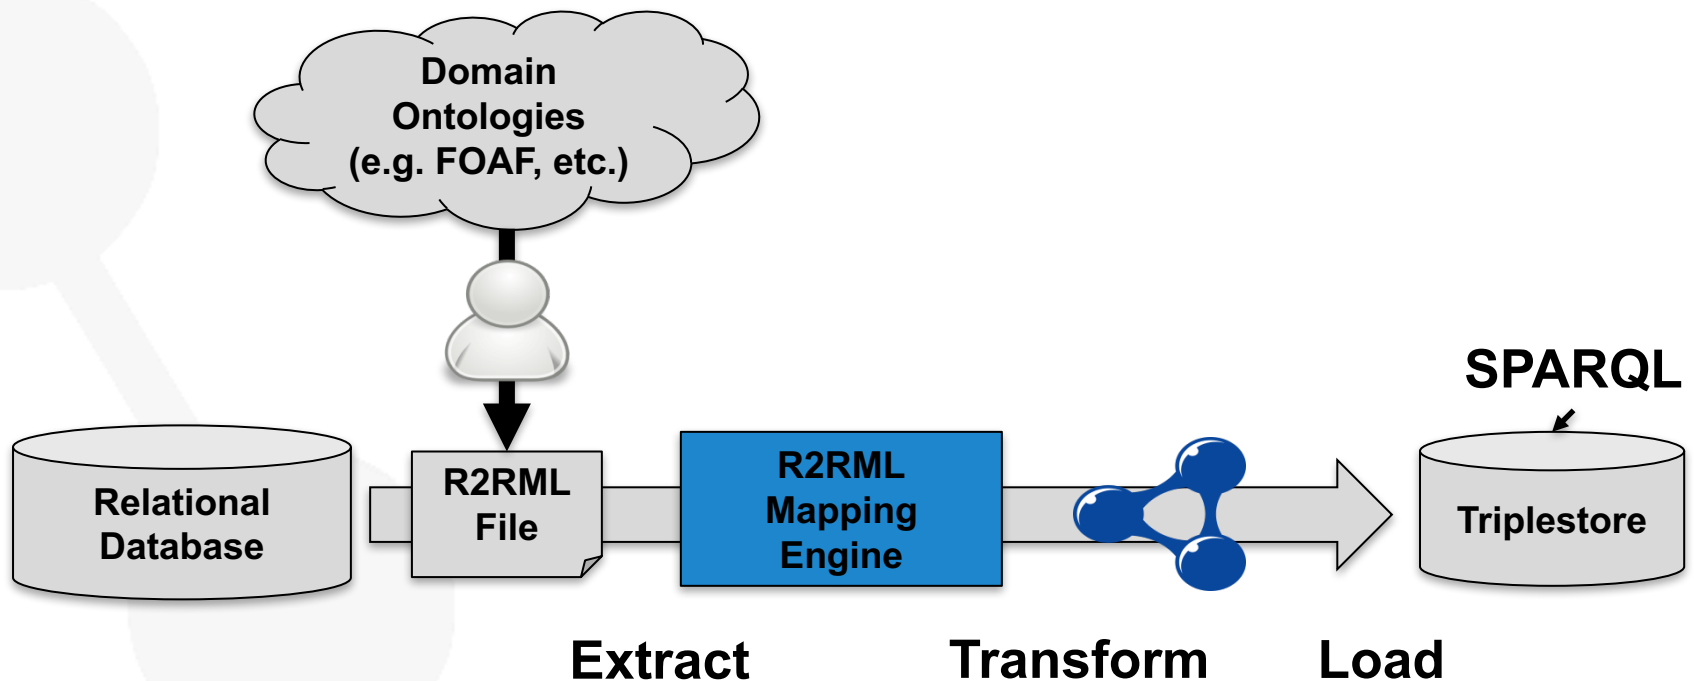 Domain
Ontologies
(e.g. FOAF, etc.)
SPARQL
Relational
Database
R2RML
File
R2RML
Mapping
Engine
Triplestore
Extract
Transform
Load